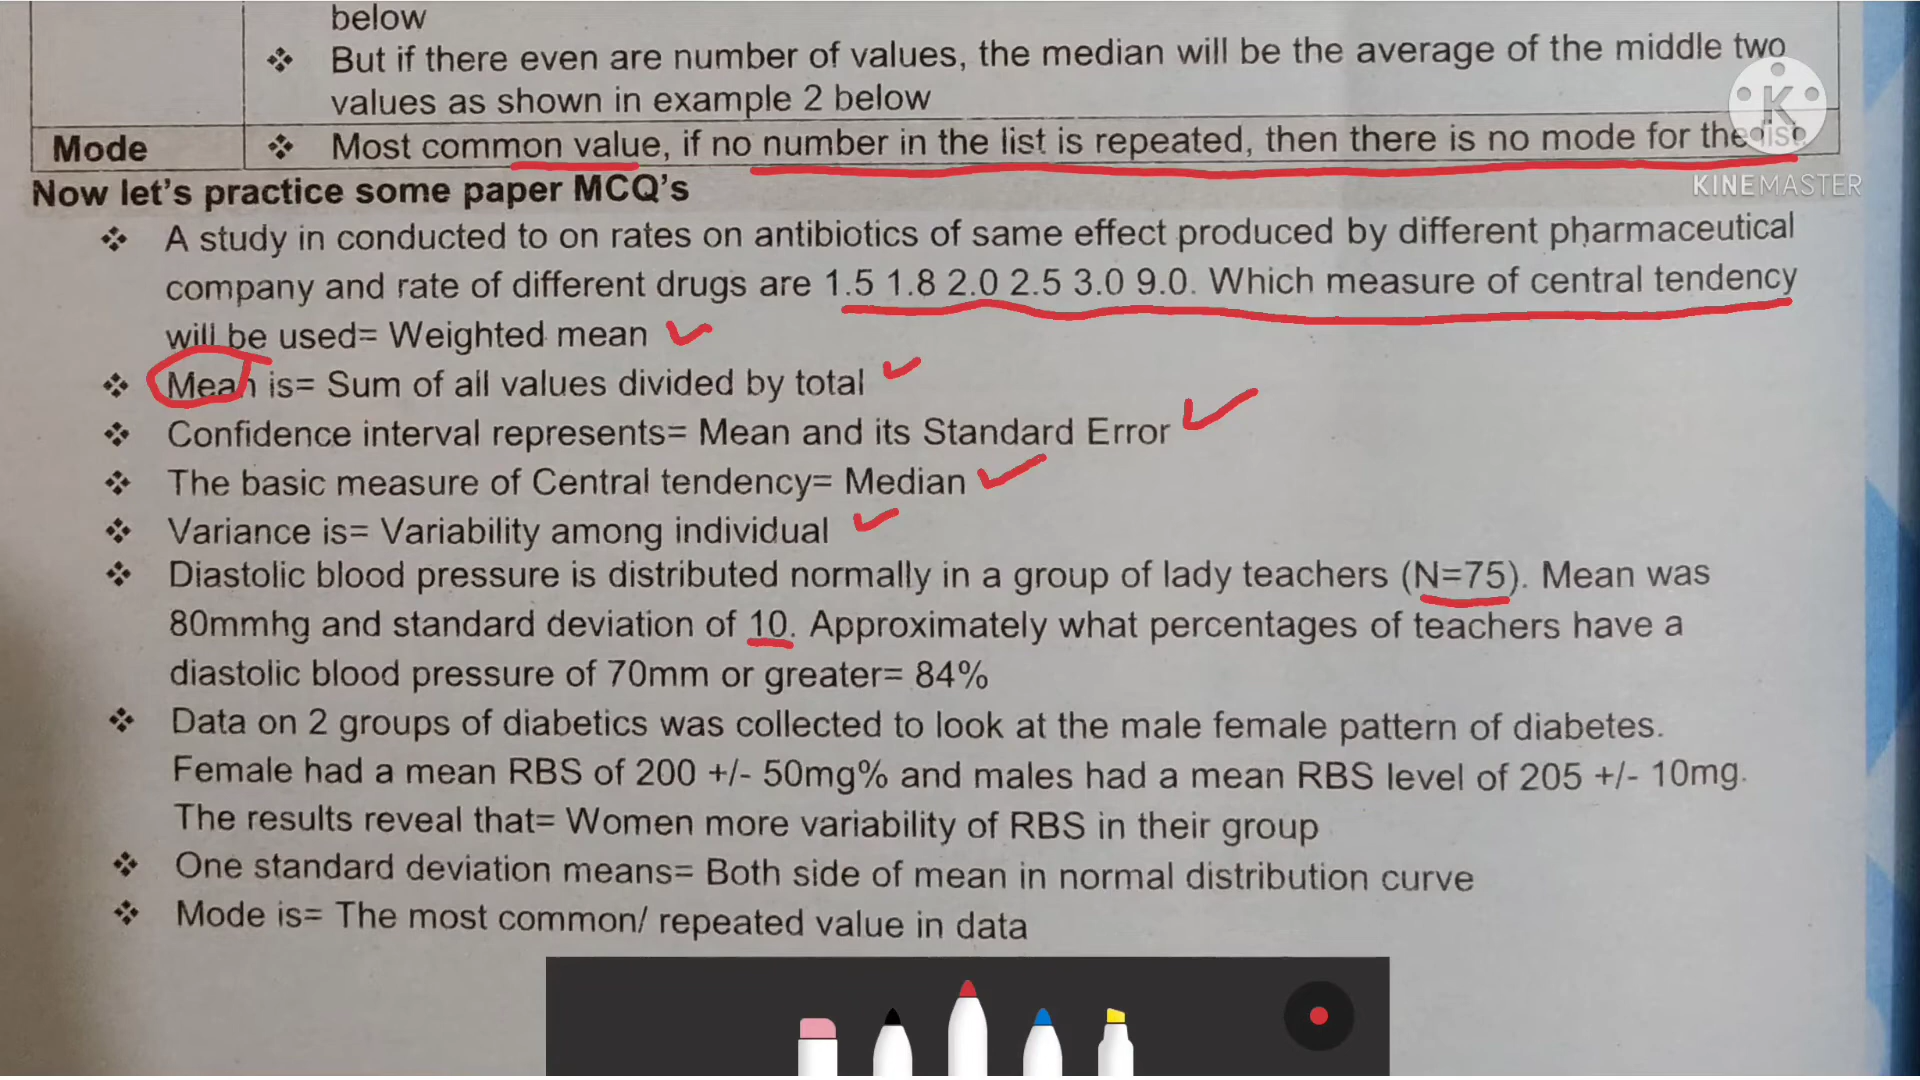 below
❖ But if there even are number of values, the median will be the average of the middle two
values as shown in example 2 below
Mode ❖ Most common value, if no number in the list is repeated, then there is no mode for the list.
K
KINEMASTER
Now let's practice some paper MCQ's
❖ A study in conducted to on rates on antibiotics of same effect produced by different pharmaceutical
company and rate of different drugs are 1.5 1.8 2.0 2.5 3.0 9.0. Which measure of central tendency
will be used= Weighted mean
❖ Mean is= Sum of all values divided by total
❖ Confidence interval represents= Mean and its Standard Error
❖ The basic measure of Central tendency= Median
❖ Variance is= Variability among individual
❖ Diastolic blood pressure is distributed normally in a group of lady teachers (N=75). Mean was
80mmhg and standard deviation of 10. Approximately what percentages of teachers have a
diastolic blood pressure of 70mm or greater= 84%
❖ Data on 2 groups of diabetics was collected to look at the male female pattern of diabetes.
Female had a mean RBS of 200 +/- 50mg% and males had a mean RBS level of 205 +/- 10mg.
The results reveal that= Women more variability of RBS in their group
❖ One standard deviation means= Both side of mean in normal distribution curve
❖ Mode is= The most common/ repeated value in data